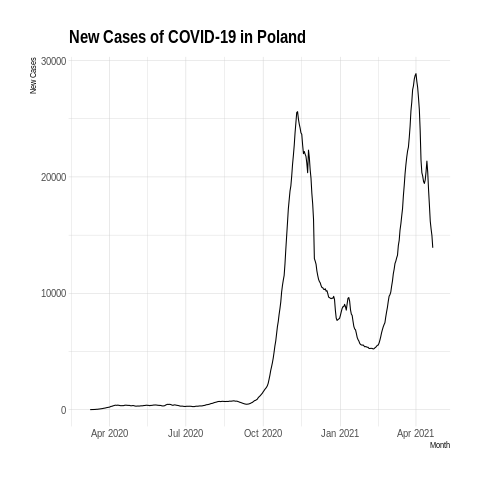 New Cases of COVID-19 in Poland
New Cases
30000
20000
10000
0
Apr 2020 Jul 2020 Oct 2020 Jan 2021 Apr 2021
Month